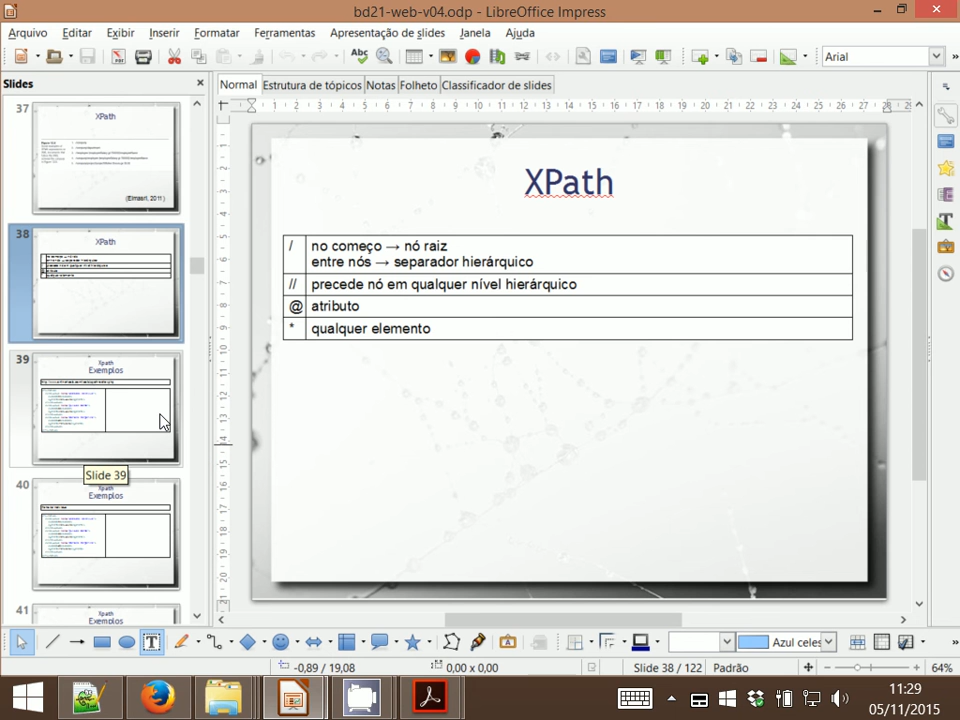 bd21-web-v04.odp - LibreOffice Impress
Arquivo Editar Exibir Inserir Formatar Ferramentas Apresentação de slides Janela Ajuda
Arial
Slides
Normal Estrutura de tópicos Notas Folheto Classificador de slides
37
XPath
(Elmasri, 2011)
38
XPath
39
Xpath
Exemplos
Slide 39
40
Xpath
Exemplos
41
Xpath
Exemplos
XPath
/ no começo → nó raiz
entre nós → separador hierárquico
// precede nó em qualquer nível hierárquico
@ atributo
* qualquer elemento
Azul celes
-0,89 / 19,08
0,00 x 0,00
Slide 38 / 122
Padrão
64%
11:29
05/11/2015